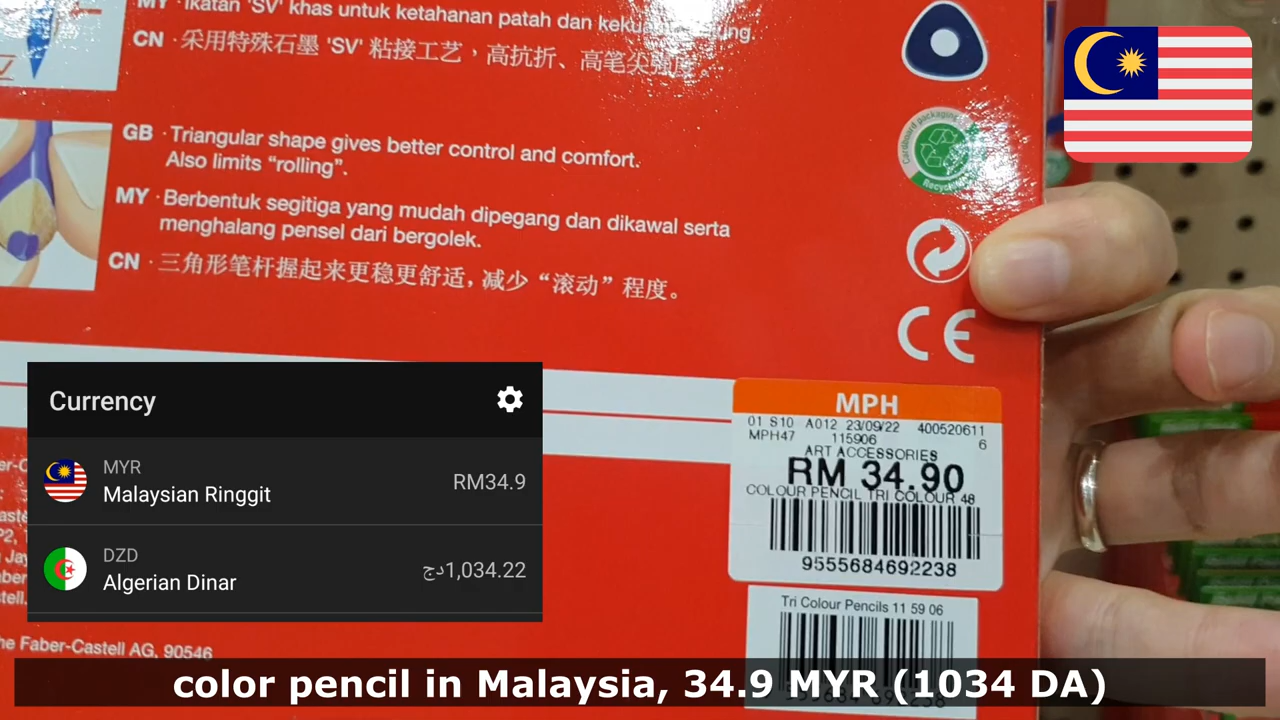 MY · Ikatan 'SV' khas untuk ketahanan patah dan
CN · 采用特殊石墨 'SV' 粘接工艺，高抗折、高笔尖强度
GB · Triangular shape gives better control and comfort.
Also limits “rolling”.
MY · Berbentuk segitiga yang mudah dipegang dan dikawal serta
menghalang pensel dari bergolek.
CN · 三角形笔杆握起来更稳更舒适，减少“滚动”程度。
Cardboard packaging
CE
Currency
MYR
Malaysian Ringgit
RM34.9
DZD
Algerian Dinar
دج1,034.22
MPH
01 S10 A012 23/09/22 400520611
MPH47 115906 6
ART ACCESSORIES
RM 34.90
COLOUR PENCIL TRI COLOUR 48
9555684692238
Tri Colour Pencils 11 59 06
Faber-Castell AG, 90546
color pencil in Malaysia, 34.9 MYR (1034 DA)